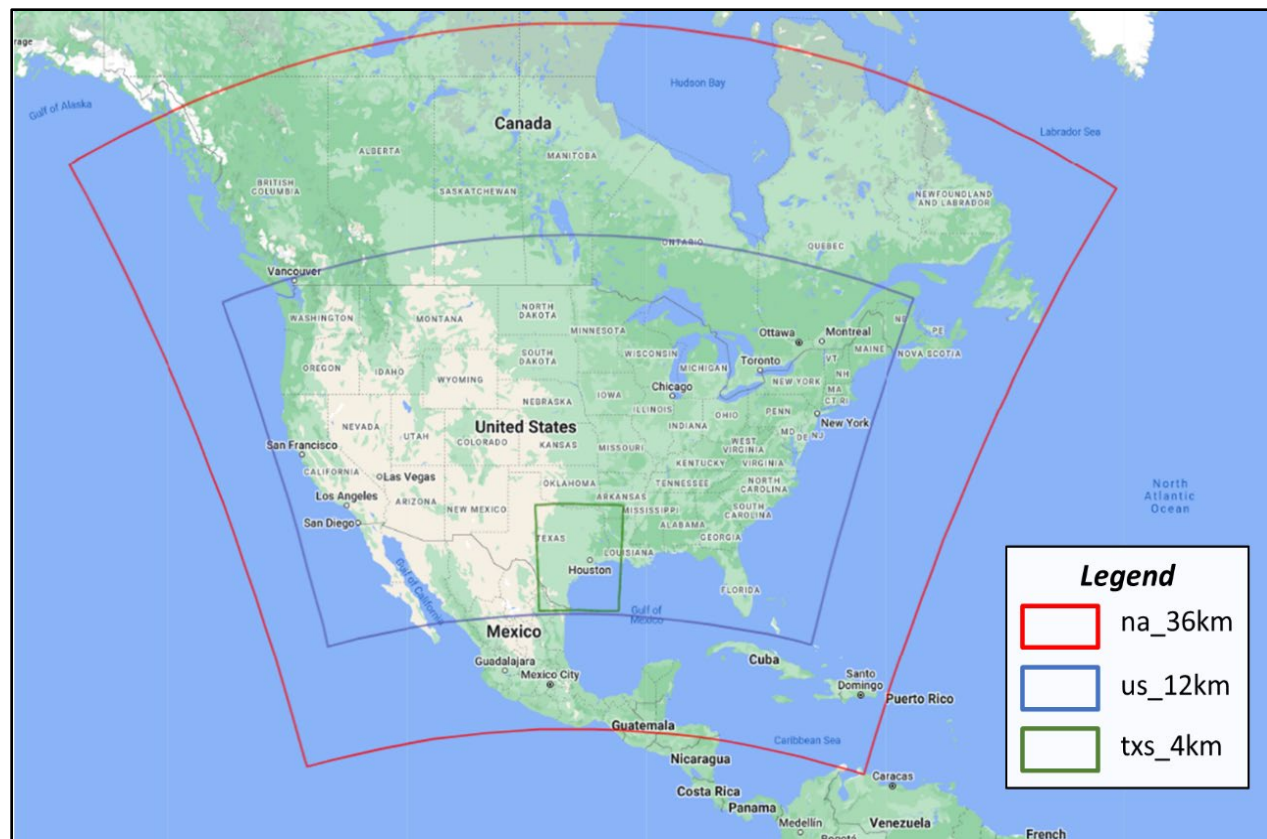 rage
Gulf of Alaska
Hudson Bay
Canada
Labrador Sea
ALBERTA
MANITOBA
BRITISH
COLUMBIA
SASKATCHEWAN
NEWFOUNDLAND
AND LABRADOR
ONTARIO
QUEBEC
Vancouver
WASHINGTON
MONTANA
NORTH
DAKOTA
MINNESOTA
Ottawa
Montreal
NB
PE
NOVA SCOTIA
OREGON
IDAHO
SOUTH
DAKOTA
WISCONSIN
MICHIGAN
Toronto
VT
MAINE
NH
WYOMING
Chicago
NEW YORK
MA
CT RI
NEBRASKA
IOWA
ILLINOIS
INDIANA
OHIO
PENN
New York
NEVADA
UTAH
COLORADO
United States
KANSAS
MISSOURI
WEST
VIRGINIA
MD
DE
NJ
San Francisco
CALIFORNIA
Las Vegas
KENTUCKY
VIRGINIA
Los Angeles
ARIZONA
NEW MEXICO
OKLAHOMA
ARKANSAS
TENNESSEE
NORTH
CAROLINA
San Diego
MISSISSIPPI
ALABAMA
SOUTH
CAROLINA
GEORGIA
TEXAS
LOUISIANA
Houston
FLORIDA
Gulf of California
Gulf of
Mexico
Mexico
Guadalajara
Mexico City
Cuba
Santo
Domingo
Puerto Rico
Guatemala
Caribbean Sea
Nicaragua
Caracas
Costa Rica
Panama
Medellín
Venezuela
Bogotá
French
North
Atlantic
Ocean
Legend
na_36km
us_12km
txs_4km